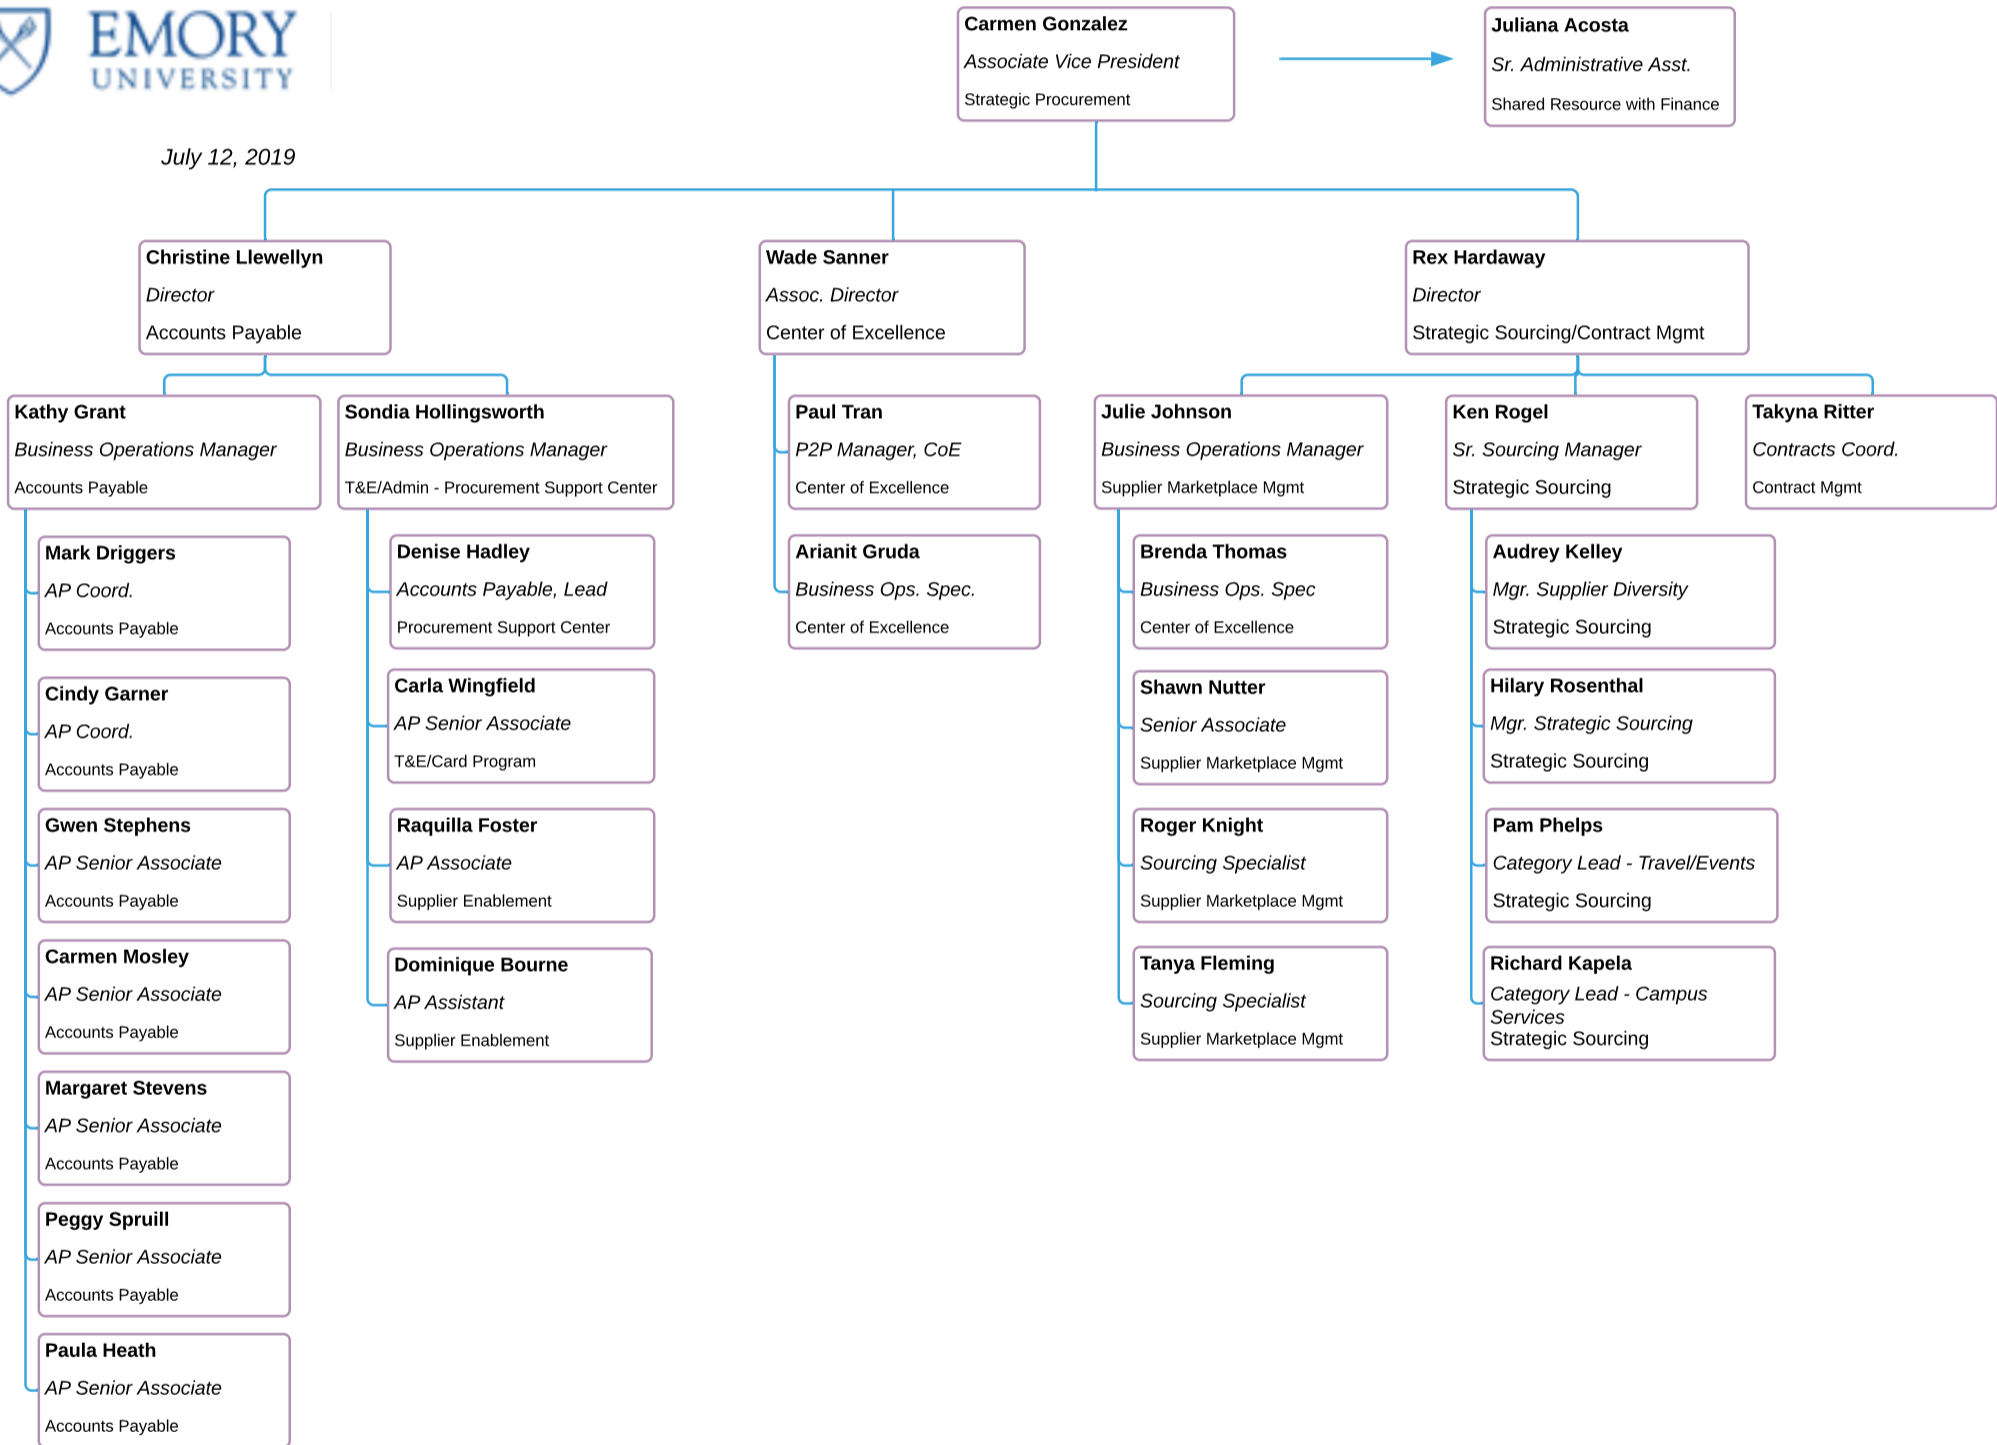 EMORY
UNIVERSITY
July 12, 2019
Carmen Gonzalez
Associate Vice President
Strategic Procurement
Juliana Acosta
Sr. Administrative Asst.
Shared Resource with Finance
Christine Llewellyn
Director
Accounts Payable
Wade Sanner
Assoc. Director
Center of Excellence
Rex Hardaway
Director
Strategic Sourcing/Contract Mgmt
Kathy Grant
Business Operations Manager
Accounts Payable
Sondia Hollingsworth
Business Operations Manager
T&E/Admin - Procurement Support Center
Paul Tran
P2P Manager, CoE
Center of Excellence
Julie Johnson
Business Operations Manager
Supplier Marketplace Mgmt
Ken Rogel
Sr. Sourcing Manager
Strategic Sourcing
Takyna Ritter
Contracts Coord.
Contract Mgmt
Mark Driggers
AP Coord.
Accounts Payable
Cindy Garner
AP Coord.
Accounts Payable
Gwen Stephens
AP Senior Associate
Accounts Payable
Carmen Mosley
AP Senior Associate
Accounts Payable
Margaret Stevens
AP Senior Associate
Accounts Payable
Peggy Spruill
AP Senior Associate
Accounts Payable
Paula Heath
AP Senior Associate
Accounts Payable
Denise Hadley
Accounts Payable, Lead
Procurement Support Center
Carla Wingfield
AP Senior Associate
T&E/Card Program
Raquilla Foster
AP Associate
Supplier Enablement
Dominique Bourne
AP Assistant
Supplier Enablement
Arianit Gruda
Business Ops. Spec.
Center of Excellence
Brenda Thomas
Business Ops. Spec
Center of Excellence
Shawn Nutter
Senior Associate
Supplier Marketplace Mgmt
Roger Knight
Sourcing Specialist
Supplier Marketplace Mgmt
Tanya Fleming
Sourcing Specialist
Supplier Marketplace Mgmt
Audrey Kelley
Mgr. Supplier Diversity
Strategic Sourcing
Hilary Rosenthal
Mgr. Strategic Sourcing
Strategic Sourcing
Pam Phelps
Category Lead - Travel/Events
Strategic Sourcing
Richard Kapela
Category Lead - Campus
Services
Strategic Sourcing